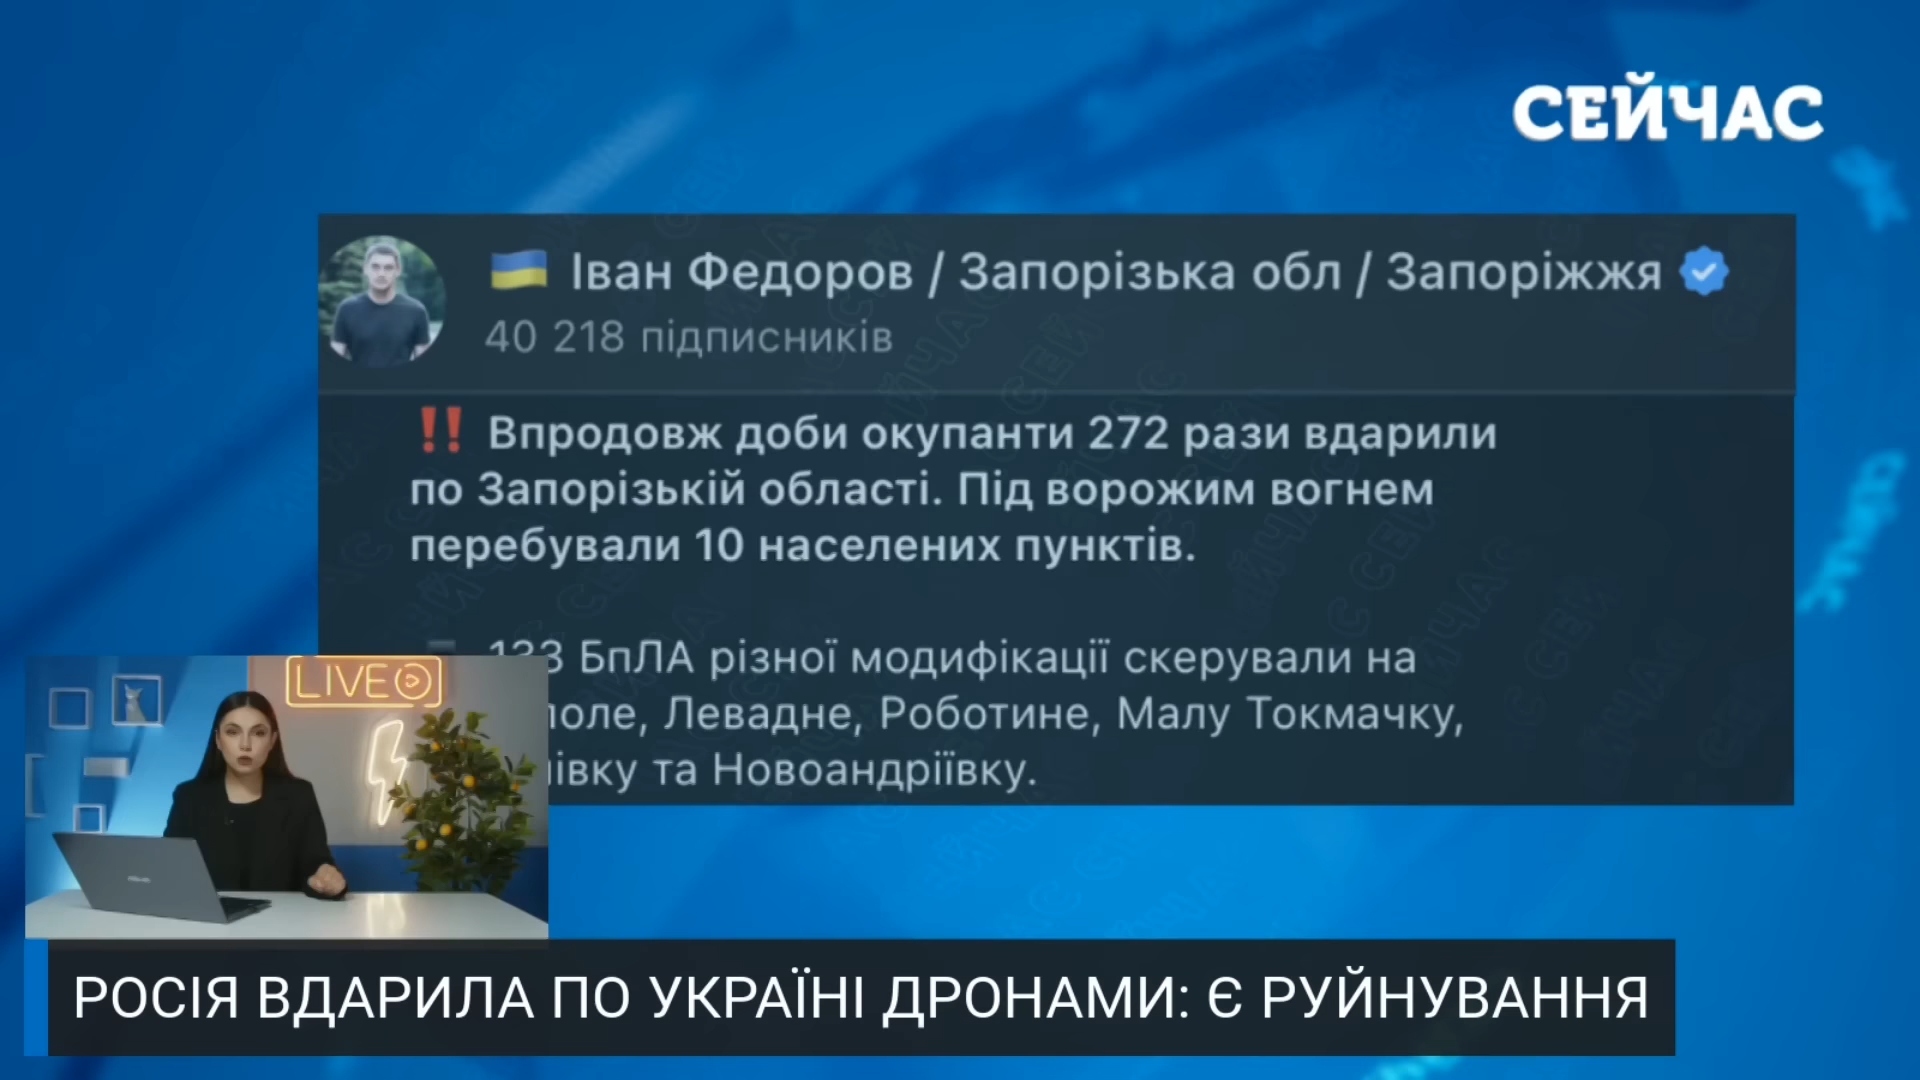 СЕЙЧАС
🇺🇦 Іван Федоров / Запорізька обл / Запоріжжя
40 218 підписників
‼️ Впродовж доби окупанти 272 рази вдарили
по Запорізькій області. Під ворожим вогнем
перебували 10 населених пунктів.
133 БпЛА різної модифікації скерували на
Левадне, Роботине, Малу Токмачку,
та Новоандріївку.
LIVE
РОСІЯ ВДАРИЛА ПО УКРАЇНІ ДРОНАМИ: Є РУЙНУВАННЯ